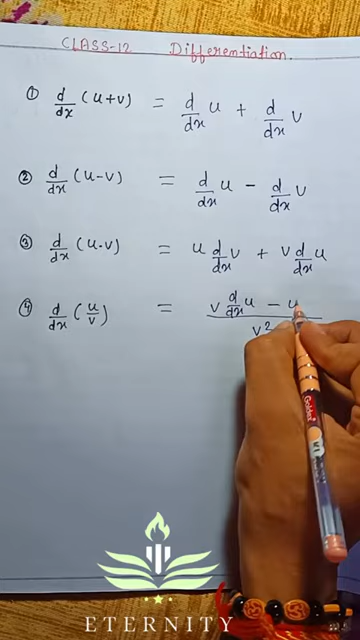 CLASS-12 Differentiation.
① d/dx (u+v) = d/dx u + d/dx v
② d/dx (u-v) = d/dx u - d/dx v
③ d/dx (u·v) = u d/dx v + v d/dx u
④ d/dx (u/v) = v d/dx u - u
v²
Goldex
ETERNITY